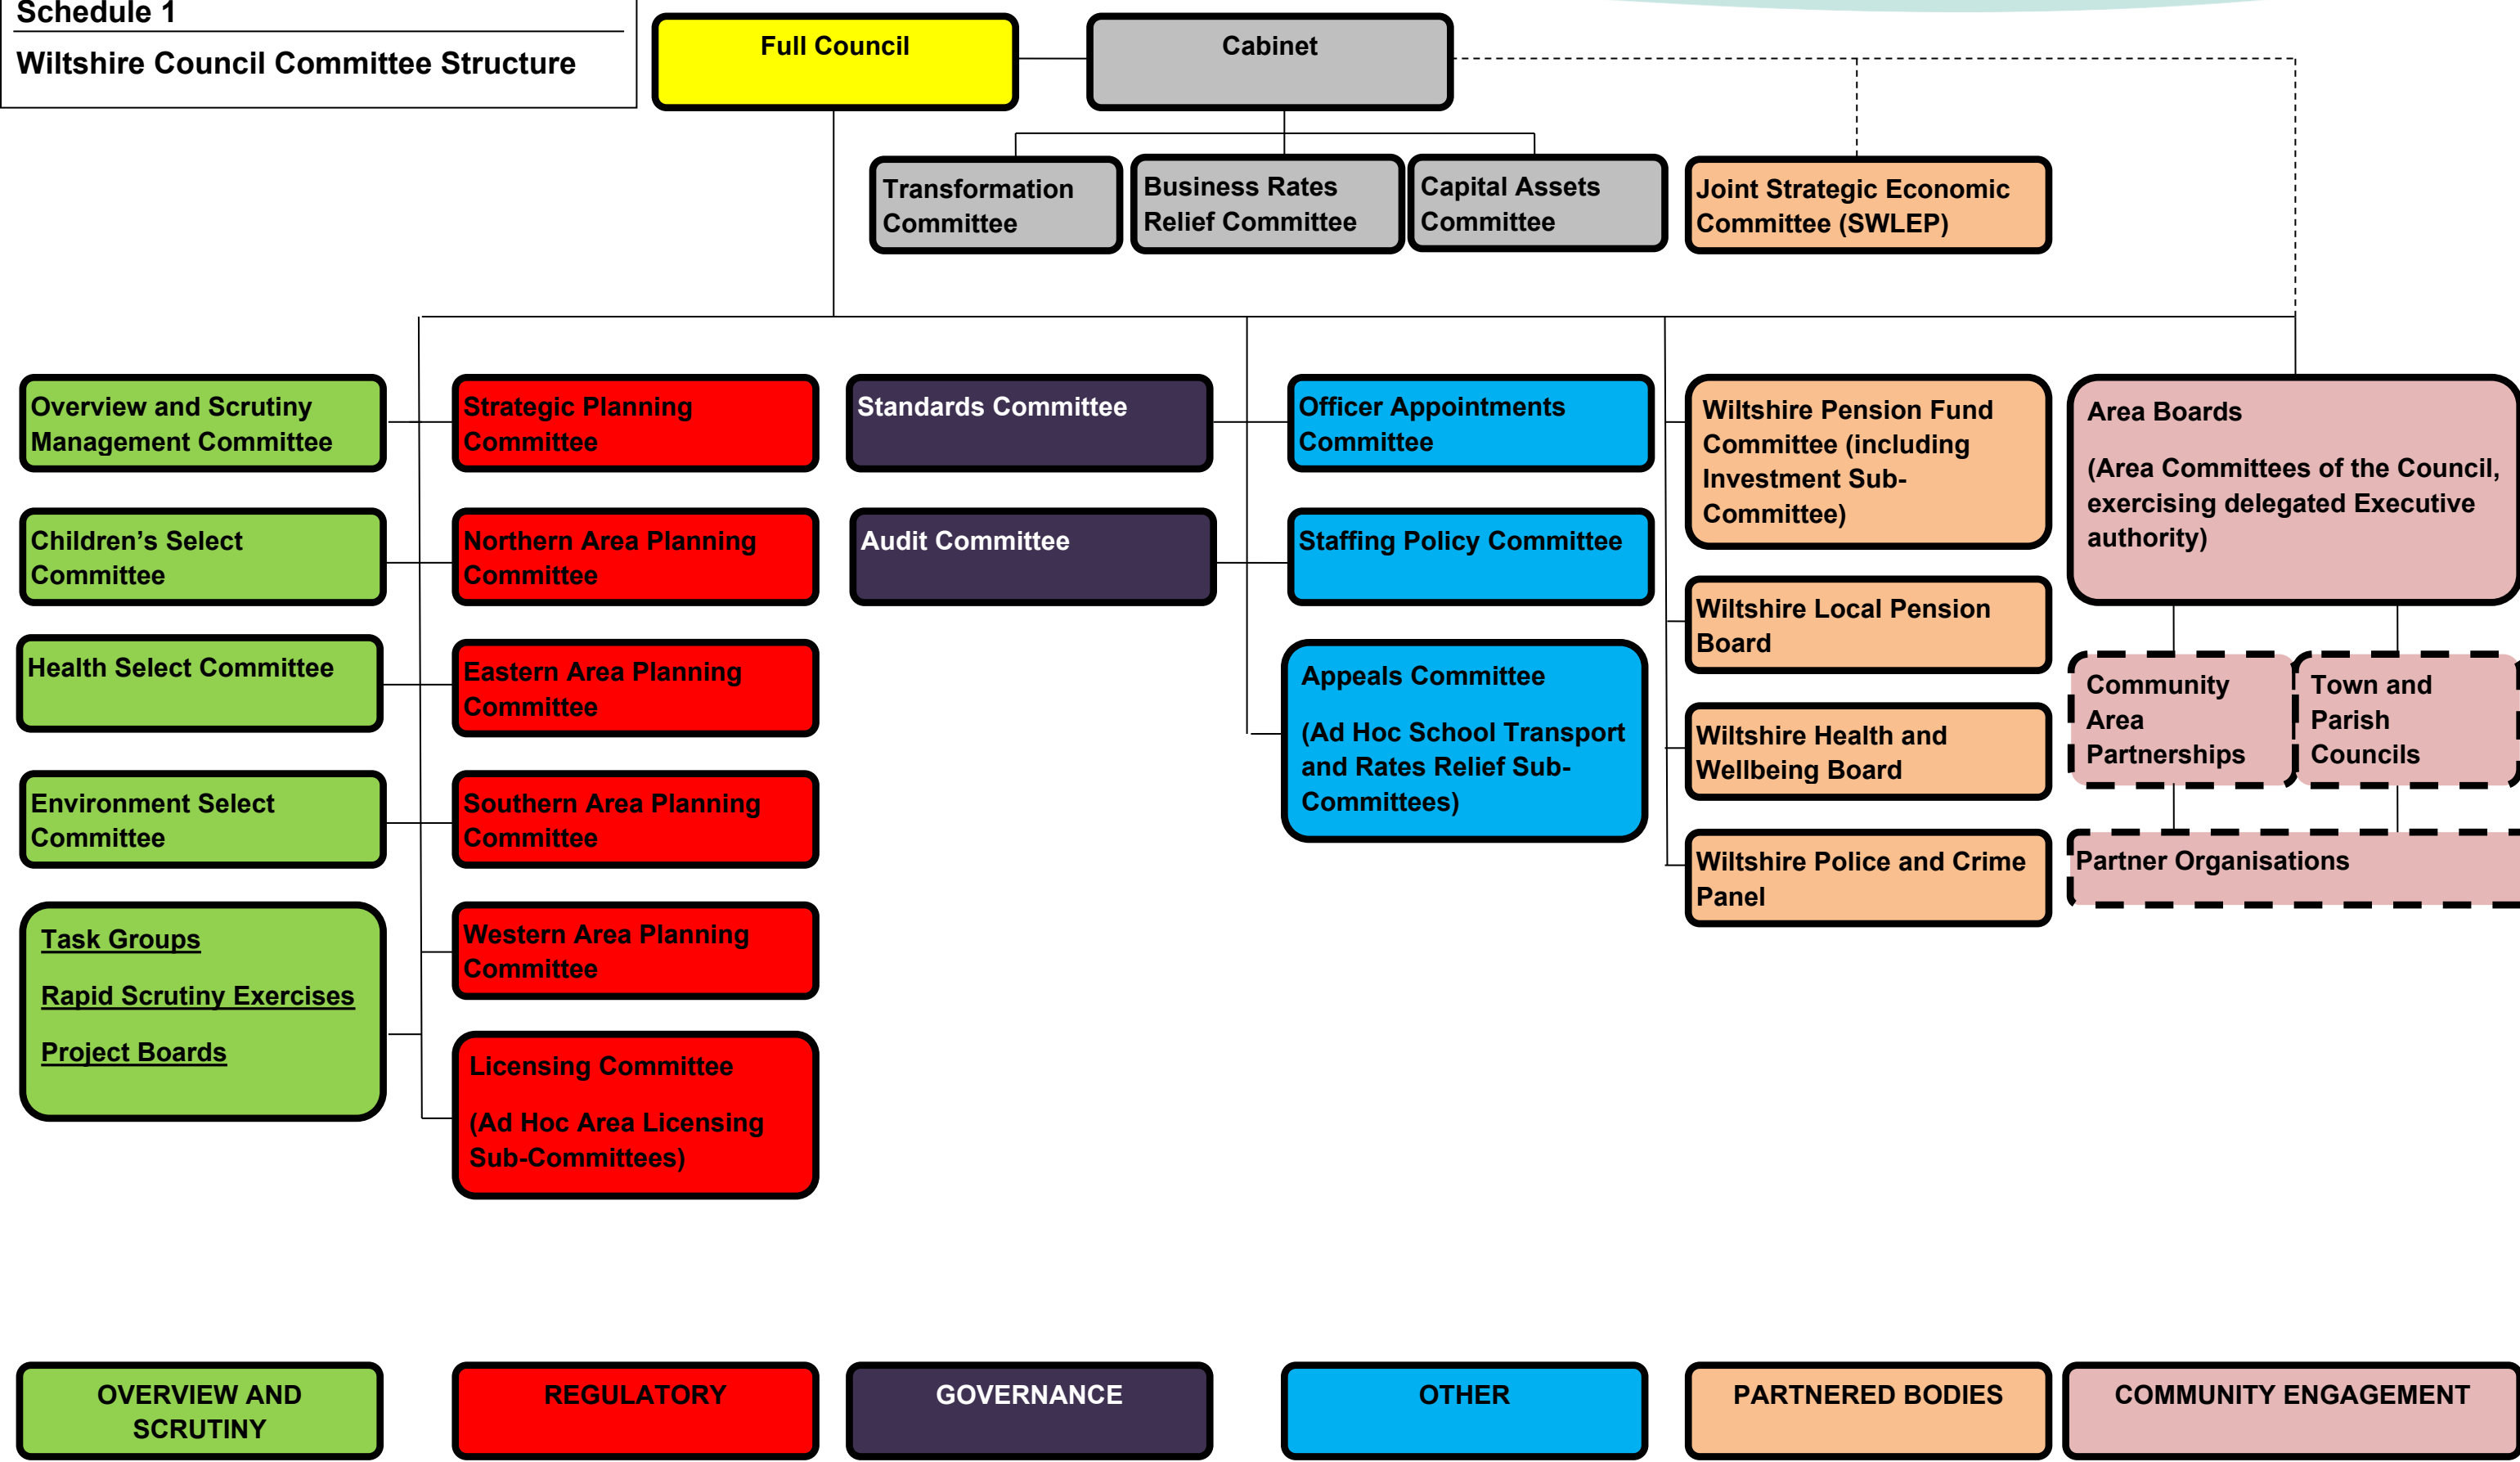 Schedule 1
Wiltshire Council Committee Structure
Full Council
Cabinet
Transformation
Committee
Business Rates
Relief Committee
Capital Assets
Committee
Joint Strategic Economic
Committee (SWLEP)
Overview and Scrutiny
Management Committee
Children’s Select
Committee
Health Select Committee
Environment Select
Committee
Task Groups
Rapid Scrutiny Exercises
Project Boards
Strategic Planning
Committee
Northern Area Planning
Committee
Eastern Area Planning
Committee
Southern Area Planning
Committee
Western Area Planning
Committee
Licensing Committee
(Ad Hoc Area Licensing
Sub-Committees)
Standards Committee
Audit Committee
Officer Appointments
Committee
Staffing Policy Committee
Appeals Committee
(Ad Hoc School Transport
and Rates Relief Sub-
Committees)
Wiltshire Pension Fund
Committee (including
Investment Sub-
Committee)
Wiltshire Local Pension
Board
Wiltshire Health and
Wellbeing Board
Wiltshire Police and Crime
Panel
Area Boards
(Area Committees of the Council,
exercising delegated Executive
authority)
Community
Area
Partnerships
Town and
Parish
Councils
Partner Organisations
OVERVIEW AND
SCRUTINY
REGULATORY
GOVERNANCE
OTHER
PARTNERED BODIES
COMMUNITY ENGAGEMENT